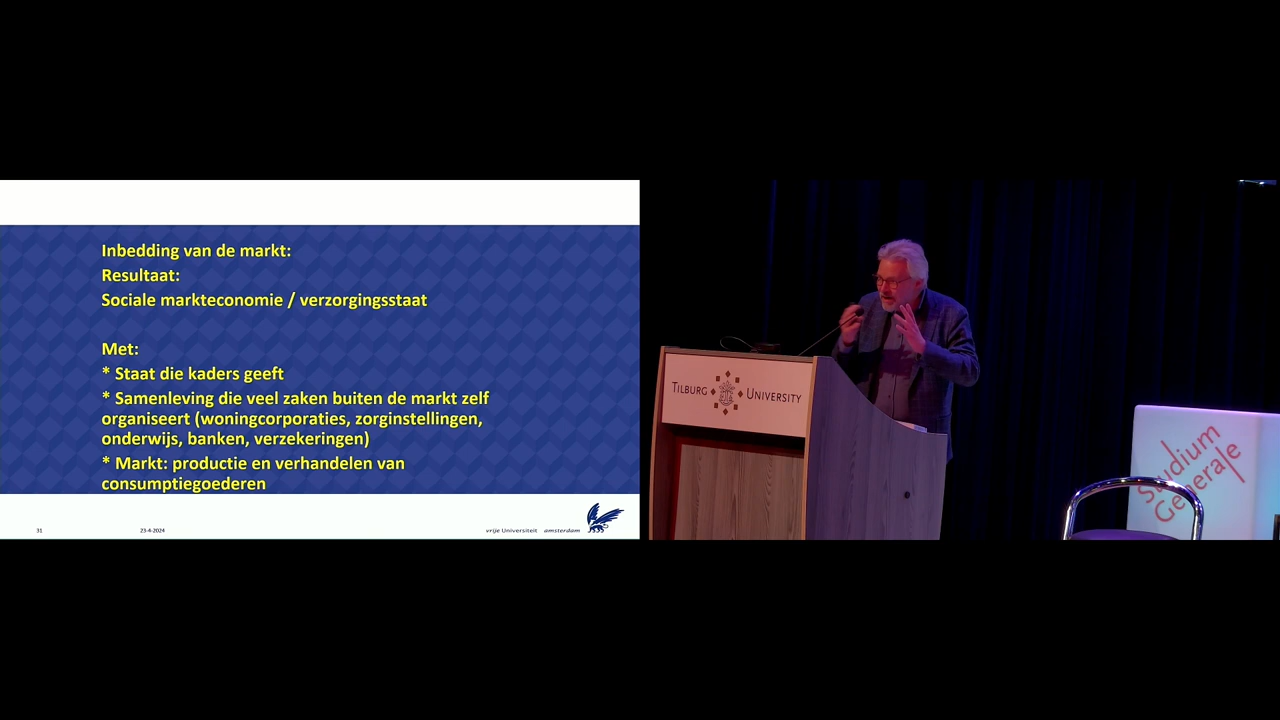 Inbedding van de markt:
Resultaat:
Sociale markteconomie / verzorgingsstaat
Met:
* Staat die kaders geeft
* Samenleving die veel zaken buiten de markt zelf
organiseert (woningcorporaties, zorginstellingen,
onderwijs, banken, verzekeringen)
* Markt: productie en verhandelen van
consumptiegoederen
31
23-4-2024
vrije Universiteit amsterdam
TILBURG UNIVERSITY
Studium
Generale